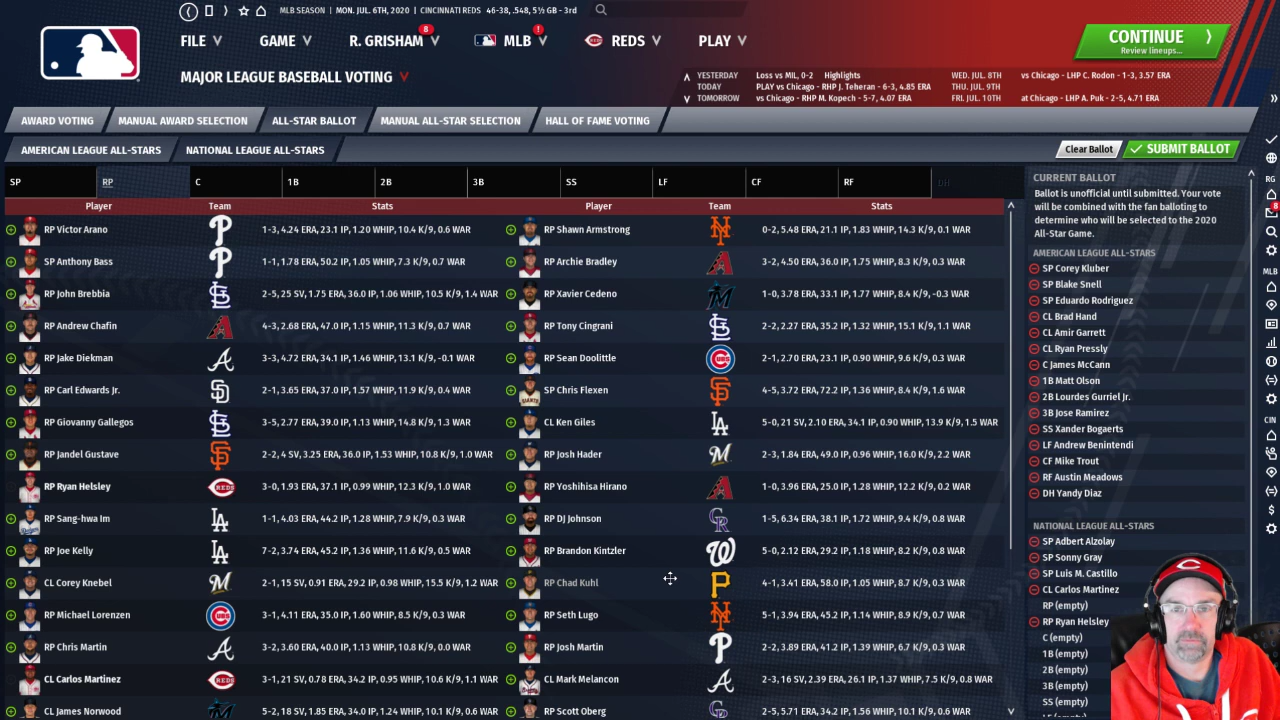 MLB SEASON | MON. JUL. 6TH, 2020 | CINCINNATI REDS 46-38, .548, 5½ GB - 3rd
FILE GAME R. GRISHAM 8 MLB ! REDS PLAY
CONTINUE
Review lineups...
MAJOR LEAGUE BASEBALL VOTING
YESTERDAY Loss vs MIL, 0-2 Highlights WED. JUL. 8TH vs Chicago - LHP C. Rodon - 1-3, 3.57 ERA
TODAY PLAY vs Chicago - RHP J. Teheran - 6-3, 4.85 ERA THU. JUL. 9TH
TOMORROW vs Chicago - RHP M. Kopech - 5-7, 4.07 ERA FRI. JUL. 10TH at Chicago - LHP A. Puk - 2-5, 4.71 ERA
AWARD VOTING MANUAL AWARD SELECTION ALL-STAR BALLOT MANUAL ALL-STAR SELECTION HALL OF FAME VOTING
AMERICAN LEAGUE ALL-STARS NATIONAL LEAGUE ALL-STARS Clear Ballot SUBMIT BALLOT
SP RP C 1B 2B 3B SS LF CF RF DH
Player Team Stats Player Team Stats
RP Victor Arano 1-3, 4.24 ERA, 23.1 IP, 1.20 WHIP, 10.4 K/9, 0.6 WAR RP Shawn Armstrong 0-2, 5.48 ERA, 21.1 IP, 1.83 WHIP, 14.3 K/9, 0.1 WAR
SP Anthony Bass 1-1, 1.78 ERA, 50.2 IP, 1.05 WHIP, 7.3 K/9, 0.7 WAR RP Archie Bradley 3-2, 4.50 ERA, 36.0 IP, 1.75 WHIP, 8.3 K/9, 0.3 WAR
RP John Brebbia 2-5, 25 SV, 1.75 ERA, 36.0 IP, 1.06 WHIP, 10.5 K/9, 1.4 WAR RP Xavier Cedeno 1-0, 3.78 ERA, 33.1 IP, 1.77 WHIP, 8.4 K/9, -0.3 WAR
RP Andrew Chafin 4-3, 2.68 ERA, 47.0 IP, 1.15 WHIP, 11.3 K/9, 0.7 WAR RP Tony Cingrani 2-2, 2.27 ERA, 35.2 IP, 1.32 WHIP, 15.1 K/9, 1.1 WAR
RP Jake Diekman 3-3, 4.72 ERA, 34.1 IP, 1.46 WHIP, 13.1 K/9, -0.1 WAR RP Sean Doolittle 2-1, 2.70 ERA, 23.1 IP, 0.90 WHIP, 9.6 K/9, 0.3 WAR
RP Carl Edwards Jr. 2-1, 3.65 ERA, 37.0 IP, 1.57 WHIP, 11.9 K/9, 0.4 WAR SP Chris Flexen 4-5, 3.72 ERA, 72.2 IP, 1.36 WHIP, 8.4 K/9, 1.6 WAR
RP Giovanny Gallegos 3-5, 2.77 ERA, 39.0 IP, 1.13 WHIP, 14.8 K/9, 1.3 WAR CL Ken Giles 5-0, 21 SV, 2.10 ERA, 34.1 IP, 0.90 WHIP, 13.9 K/9, 1.5 WAR
RP Jandel Gustave 2-2, 4 SV, 3.25 ERA, 36.0 IP, 1.53 WHIP, 10.8 K/9, 1.0 WAR RP Josh Hader 2-3, 1.84 ERA, 49.0 IP, 0.96 WHIP, 16.0 K/9, 2.2 WAR
RP Ryan Helsley 3-0, 1.93 ERA, 37.1 IP, 0.99 WHIP, 12.3 K/9, 1.0 WAR RP Yoshihisa Hirano 1-0, 3.96 ERA, 25.0 IP, 1.28 WHIP, 12.2 K/9, 0.2 WAR
RP Sang-hwa Im 1-1, 4.03 ERA, 44.2 IP, 1.28 WHIP, 7.9 K/9, 0.3 WAR RP DJ Johnson 1-5, 6.34 ERA, 38.1 IP, 1.72 WHIP, 9.4 K/9, 0.8 WAR
RP Joe Kelly 7-2, 3.74 ERA, 45.2 IP, 1.36 WHIP, 11.6 K/9, 0.5 WAR RP Brandon Kintzler 5-0, 2.12 ERA, 29.2 IP, 1.18 WHIP, 8.2 K/9, 0.8 WAR
CL Corey Knebel 2-1, 15 SV, 0.91 ERA, 29.2 IP, 0.98 WHIP, 15.5 K/9, 1.2 WAR RP Chad Kuhl 4-1, 3.41 ERA, 58.0 IP, 1.05 WHIP, 8.7 K/9, 0.3 WAR
RP Michael Lorenzen 3-1, 4.11 ERA, 35.0 IP, 1.60 WHIP, 8.5 K/9, 0.3 WAR RP Seth Lugo 5-1, 3.94 ERA, 45.2 IP, 1.14 WHIP, 8.9 K/9, 0.7 WAR
RP Chris Martin 3-2, 3.60 ERA, 40.0 IP, 1.13 WHIP, 10.8 K/9, 0.0 WAR RP Josh Martin 2-2, 3.89 ERA, 41.2 IP, 1.39 WHIP, 6.7 K/9, 0.3 WAR
CL Carlos Martinez 3-1, 21 SV, 0.78 ERA, 34.2 IP, 0.95 WHIP, 10.6 K/9, 1.1 WAR CL Mark Melancon 2-3, 16 SV, 2.39 ERA, 26.1 IP, 1.37 WHIP, 7.5 K/9, 0.8 WAR
CL James Norwood 5-2, 18 SV, 1.85 ERA, 34.0 IP, 1.24 WHIP, 10.1 K/9, 0.6 WAR RP Scott Oberg 2-5, 5.71 ERA, 34.2 IP, 1.56 WHIP, 10.1 K/9, 0.6 WAR
CURRENT BALLOT
Ballot is unofficial until submitted. Your vote
will be combined with the fan balloting to
determine who will be selected to the 2020
All-Star Game.
AMERICAN LEAGUE ALL-STARS
SP Corey Kluber
SP Blake Snell
SP Eduardo Rodriguez
CL Brad Hand
CL Amir Garrett
CL Ryan Pressly
C James McCann
1B Matt Olson
2B Lourdes Gurriel Jr.
3B Jose Ramirez
SS Xander Bogaerts
LF Andrew Benintendi
CF Mike Trout
RF Austin Meadows
DH Yandy Diaz
NATIONAL LEAGUE ALL-STARS
SP Adbert Alzolay
SP Sonny Gray
SP Luis M. Castillo
CL Carlos Martinez
RP (empty)
RP Ryan Helsley
C (empty)
1B (empty)
2B (empty)
3B (empty)
SS (empty)
RG
8
MLB
CIN